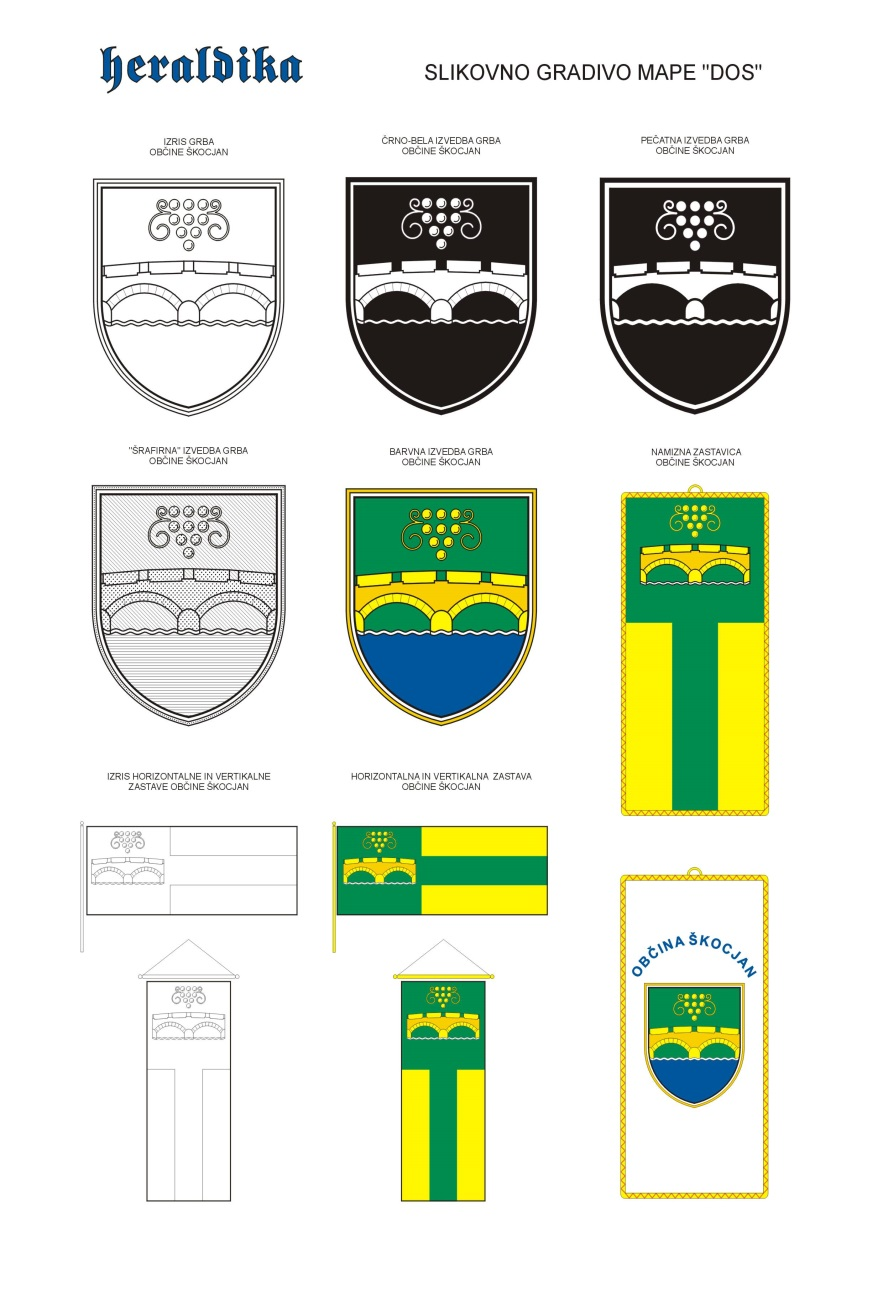 heraldika
SLIKOVNO GRADIVO MAPE "DOS"
IZRIS GRBA
OBČINE ŠKOCJAN
ČRNO-BELA IZVEDBA GRBA
OBČINE ŠKOCJAN
PEČATNA IZVEDBA GRBA
OBČINE ŠKOCJAN
"ŠRAFIRNA" IZVEDBA GRBA
OBČINE ŠKOCJAN
BARVNA IZVEDBA GRBA
OBČINE ŠKOCJAN
NAMIZNA ZASTAVICA
OBČINE ŠKOCJAN
IZRIS HORIZONTALNE IN VERTIKALNE
ZASTAVE OBČINE ŠKOCJAN
HORIZONTALNA IN VERTIKALNA ZASTAVA
OBČINE ŠKOCJAN
OBČINA ŠKOCJAN